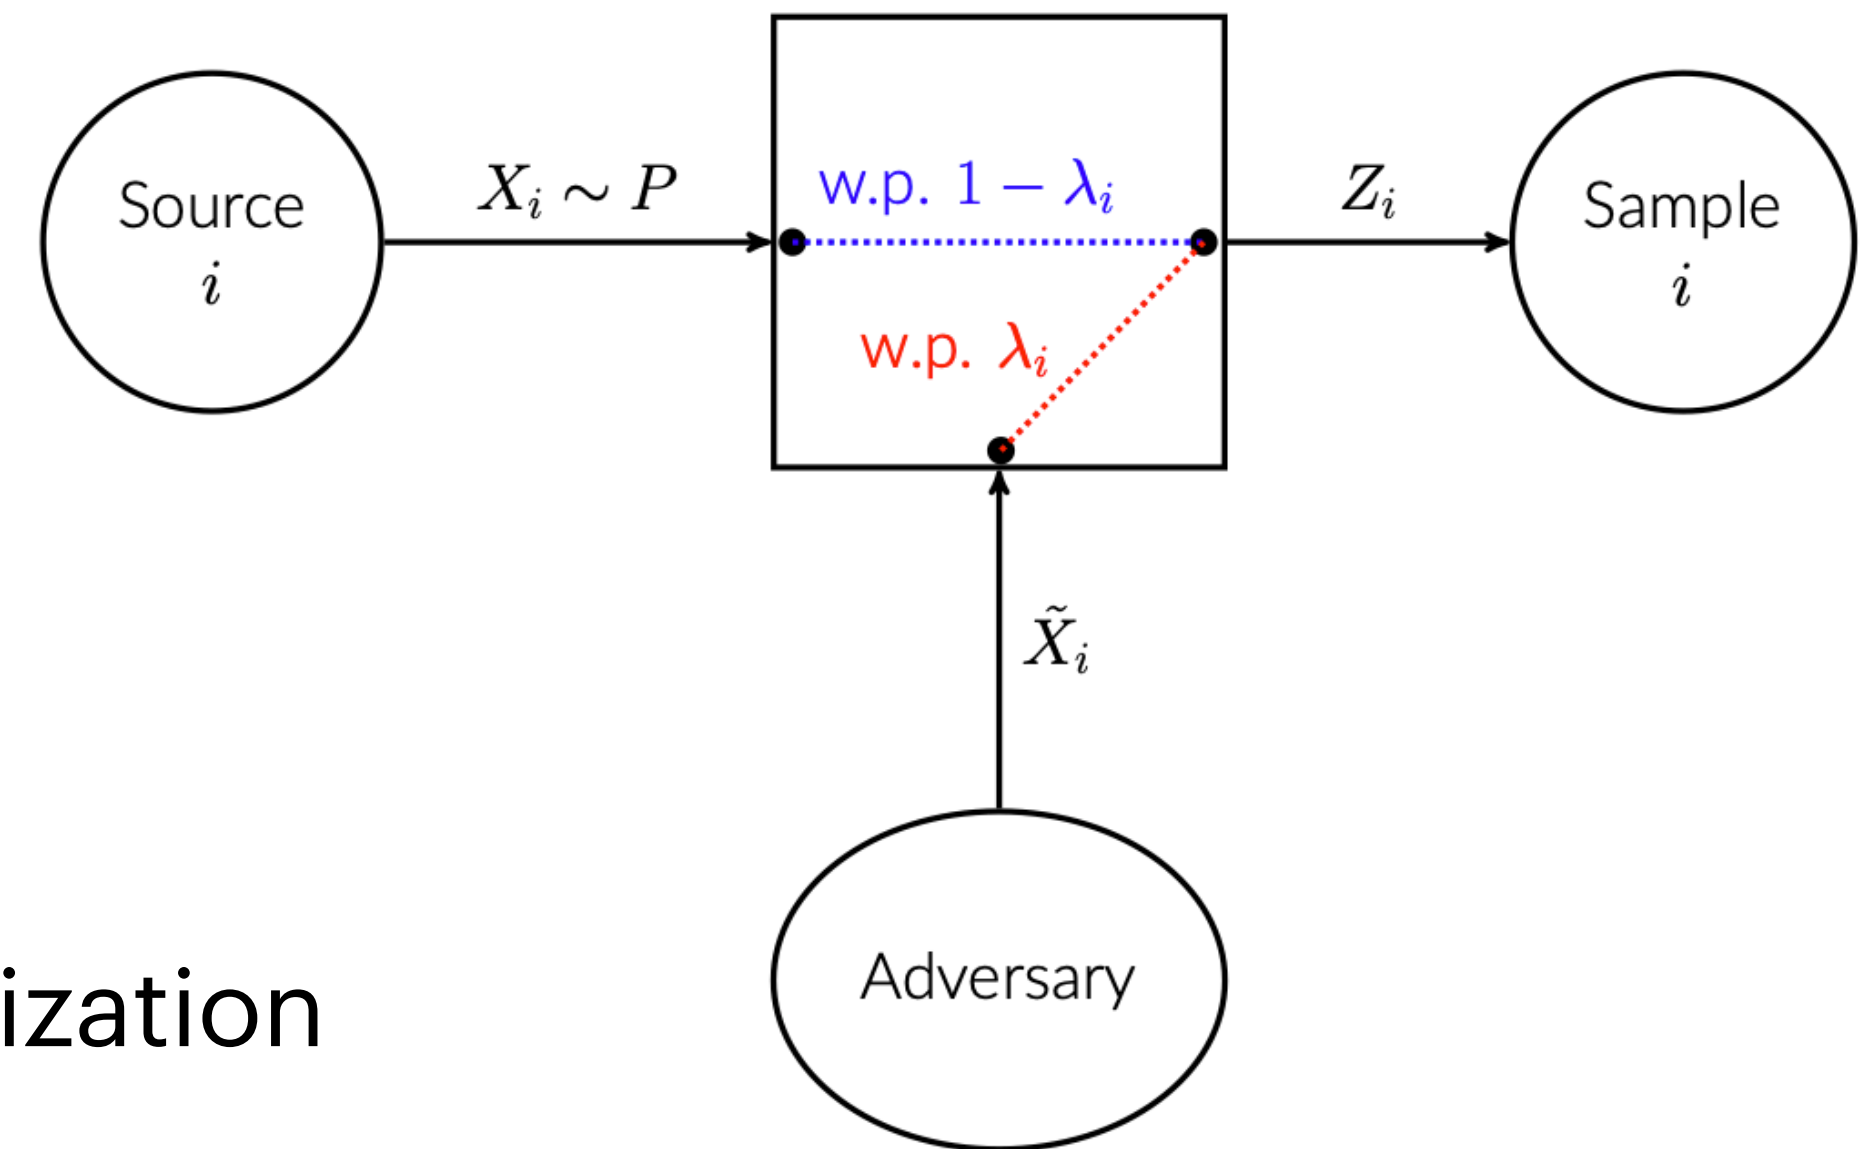 Source
i
X_i ∼ P
w.p. 1 − λ_i
w.p. λ_i
Z_i
Sample
i
X̃_i
Adversary
ization